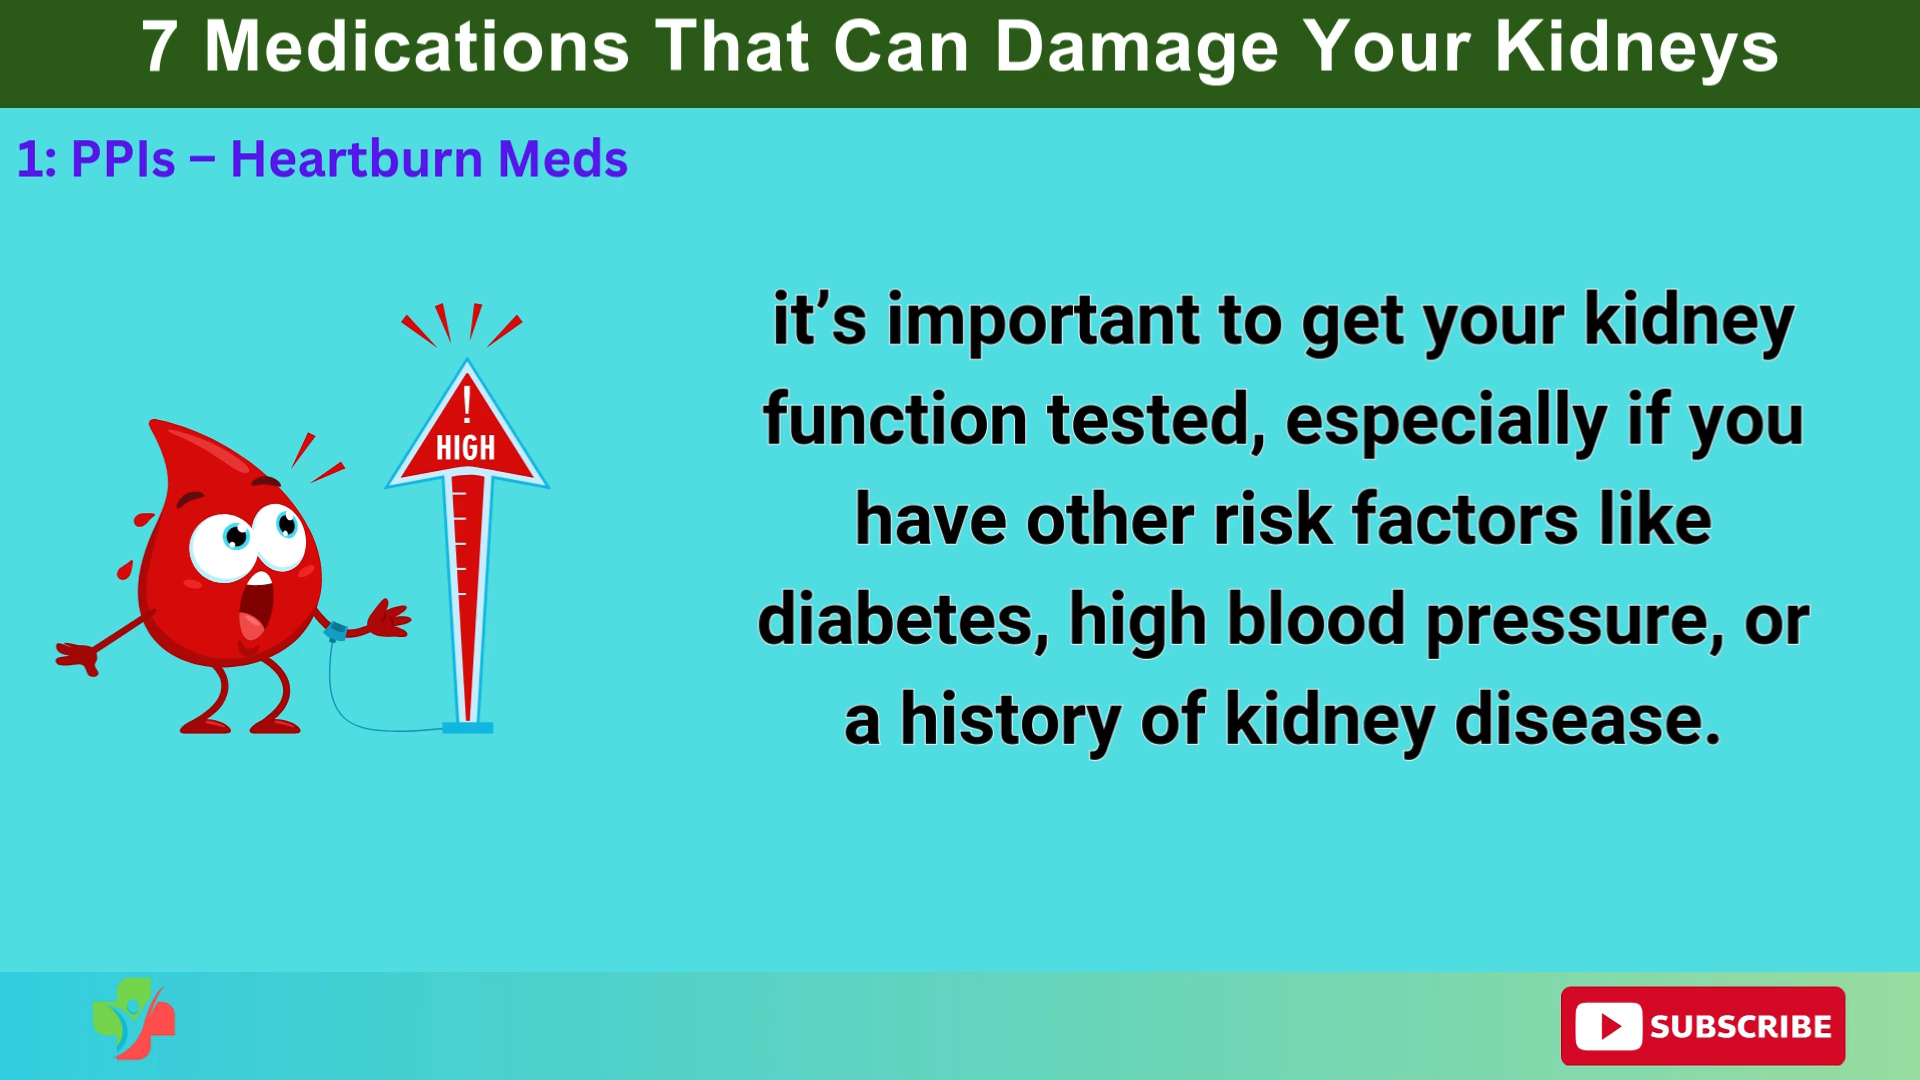 7 Medications That Can Damage Your Kidneys
1: PPIs – Heartburn Meds
!
HIGH
it’s important to get your kidney
function tested, especially if you
have other risk factors like
diabetes, high blood pressure, or
a history of kidney disease.
SUBSCRIBE